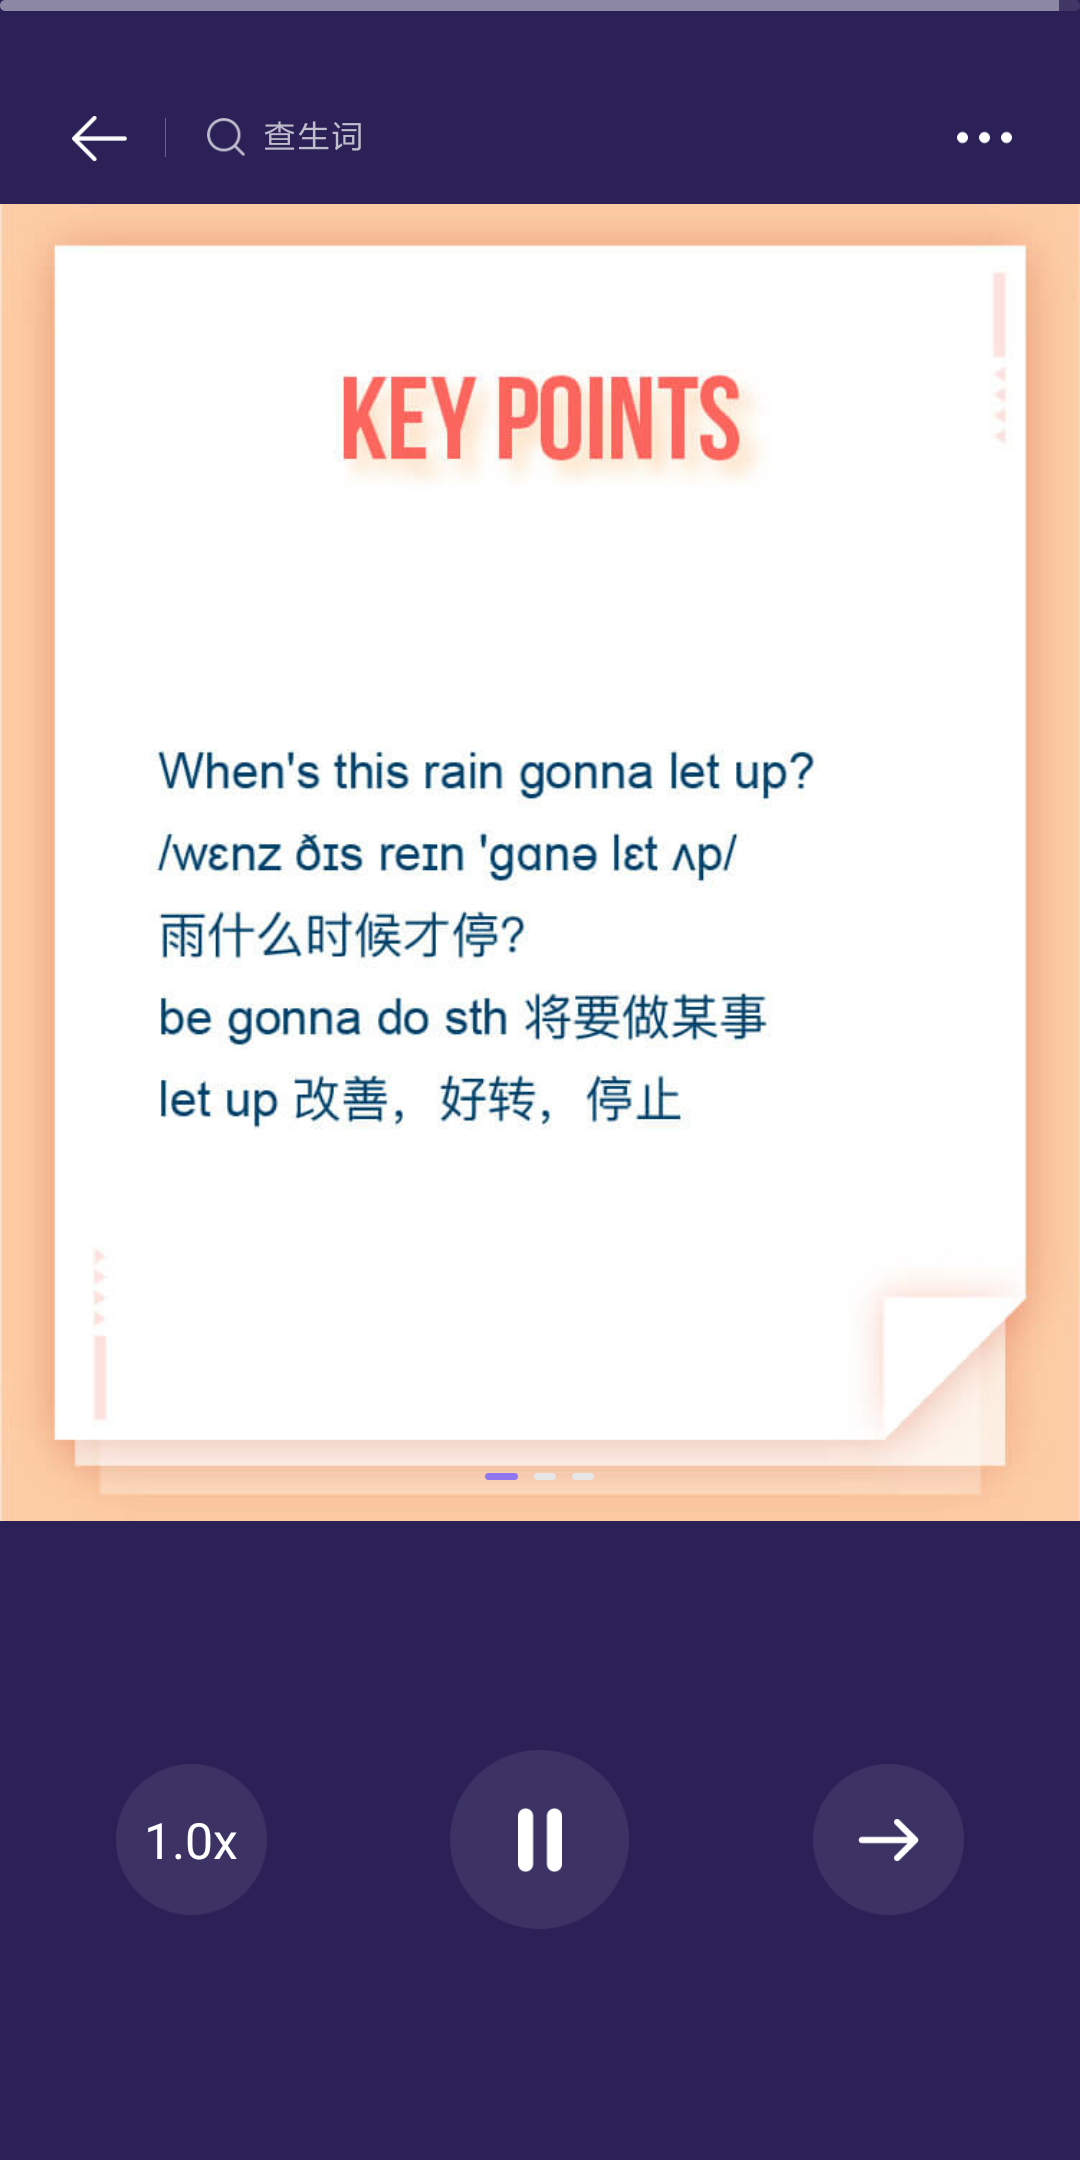 查生词
KEY POINTS
When's this rain gonna let up?
/wɛnz ðɪs reɪn 'gɑnə lɛt ʌp/
雨什么时候才停?
be gonna do sth 将要做某事
let up 改善，好转，停止
1.0x